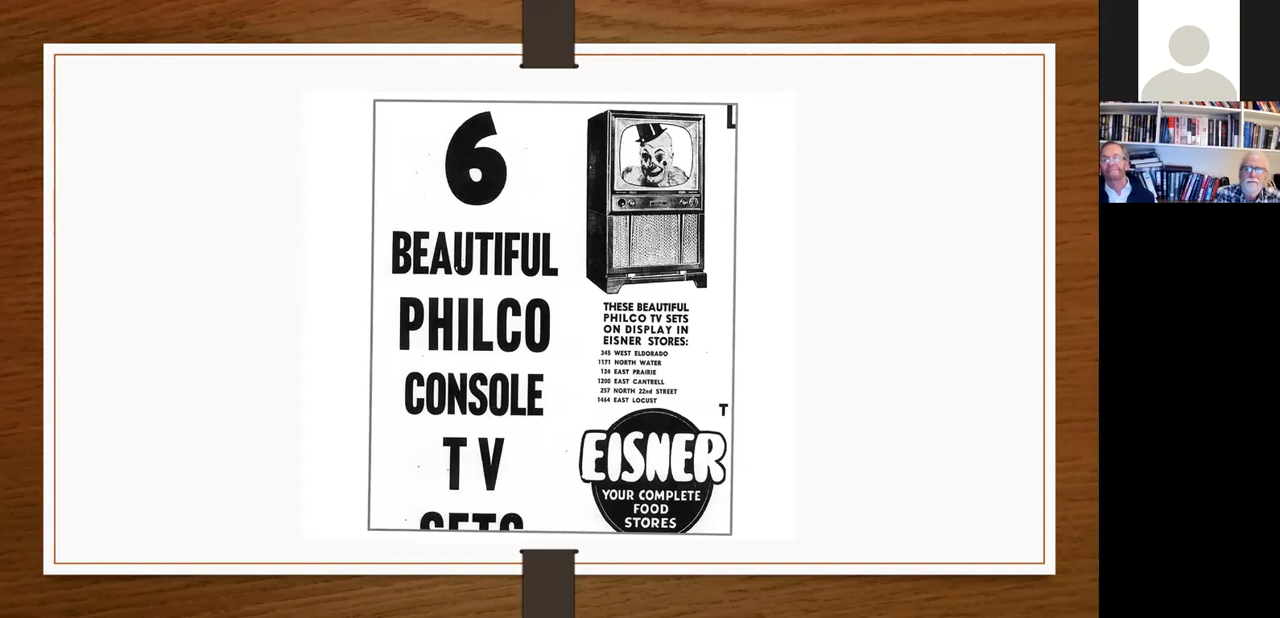 6
BEAUTIFUL
PHILCO
CONSOLE
TV
SETS
L
THESE BEAUTIFUL
PHILCO TV SETS
ON DISPLAY IN
EISNER STORES:
345 WEST ELDORADO
1171 NORTH WATER
124 EAST PRAIRIE
1200 EAST CANTRELL
257 NORTH 22nd STREET
1464 EAST LOCUST
T
EISNER
YOUR COMPLETE
FOOD
STORES